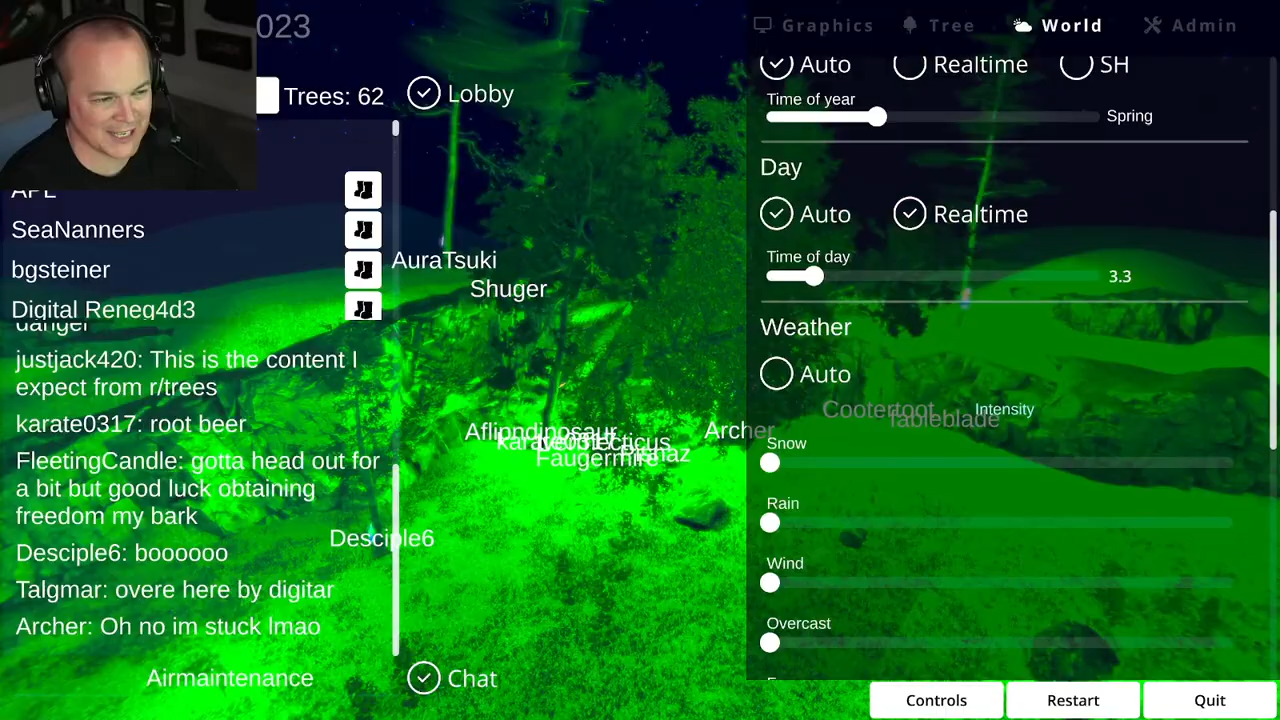 023
Graphics
Tree
World
Admin
Trees: 62
Lobby
Auto
Realtime
SH
Time of year
Spring
Day
Auto
Realtime
Time of day
3.3
Weather
Auto
Intensity
Snow
Rain
Wind
Overcast
APL
SeaNanners
bgsteiner
Digital Reneg4d3
danger
justjack420: This is the content I
expect from r/trees
karate0317: root beer
FleetingCandle: gotta head out for
a bit but good luck obtaining
freedom my bark
Desciple6: boooooo
Talgmar: overe here by digitar
Archer: Oh no im stuck lmao
Airmaintenance
Chat
AuraTsuki
Shuger
Desciple6
Archer
Cootertoot
Tableblade
Faugermire
Controls
Restart
Quit